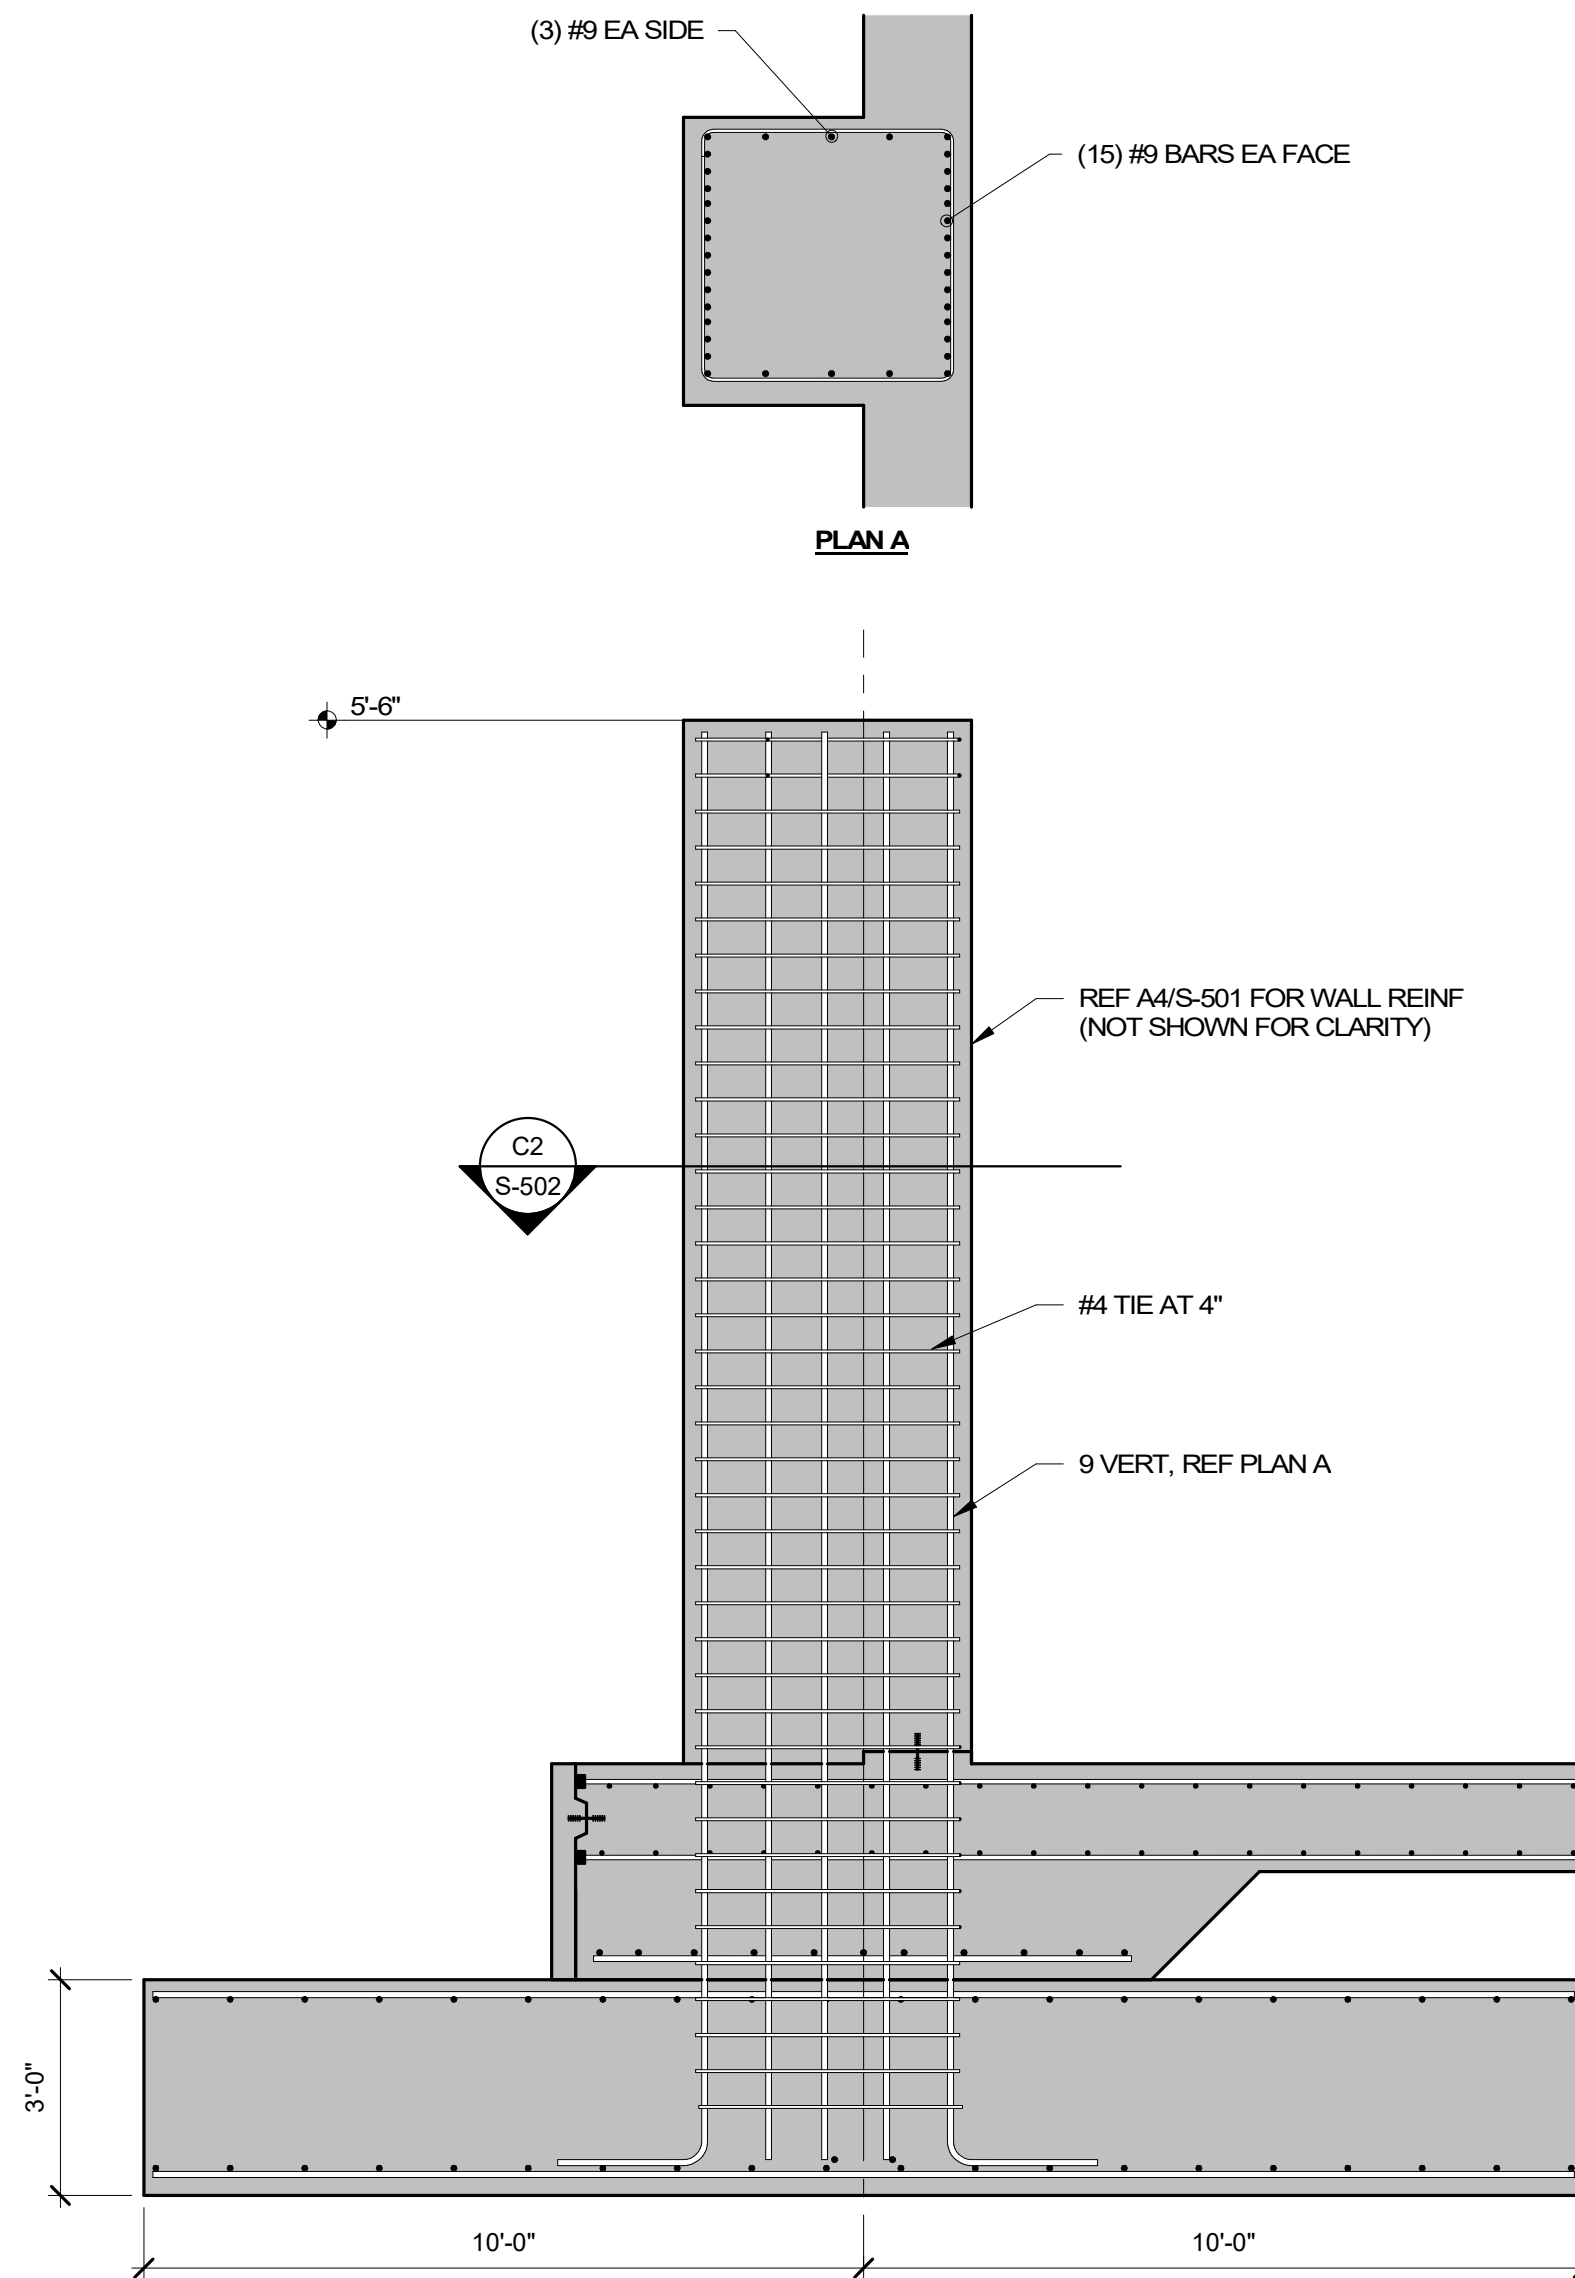 (3) #9 EA SIDE
(15) #9 BARS EA FACE
PLAN A
5'-6"
REF A4/S-501 FOR WALL REINF
(NOT SHOWN FOR CLARITY)
C2
S-502
#4 TIE AT 4"
9 VERT, REF PLAN A
3'-0"
10'-0"
10'-0"